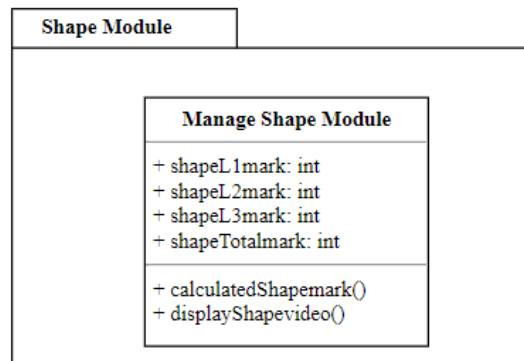 Shape Module
Manage Shape Module
+ shapeL1mark: int
+ shapeL2mark: int
+ shapeL3mark: int
+ shapeTotalmark: int
+ calculatedShapemark()
+ displayShapevideo()